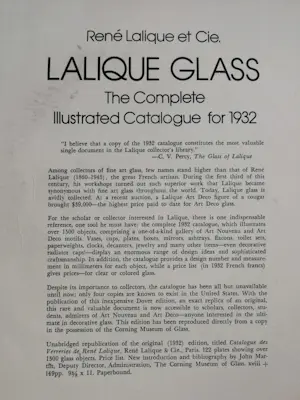 René Lalique et Cie.
LALIQUE GLASS
The Complete
Illustrated Catalogue for 1932
"I believe that a copy of the 1932 catalogue constitutes the most valuable
single document in the Lalique collector's library."
—C. V. Percy, The Glass of Lalique
Among collectors of fine art glass, few names stand higher than that of René
Lalique (1860-1945), the great French artisan. During the first third of this
century, his workshops turned out such superior work that Lalique became
synonymous with fine art glass throughout the world. Today, Lalique glass is
avidly collected. At a recent auction, a Lalique Art Deco figure of a nymph
brought $30,000—the highest price paid to date for Art Deco glass.
For the scholar or collector interested in Lalique, there is one indispensable
reference, one tool he must have: the complete 1932 catalogue, which illustrates
over 1500 objects, comprising a one-of-a-kind gallery of Art Nouveau and Art
Deco motifs. Vases, cups, plates, boxes, mirrors, ashtrays, flacons, toilet sets,
paperweights, clocks, decanters, jewelry and many other items—even decorative
radiator caps!—display an enormous range of design ideas and sophisticated
craftsmanship. In addition, the catalogue provides a design number and measure-
ment in millimeters for each object, while a price list (in 1932 French francs)
gives prices—for clear or colored glass.
Despite its importance to collectors, the catalogue has been all but unavailable
until now; only four copies are known to exist in the United States. With the
publication of this inexpensive Dover edition, an exact replica of an original,
this rare and valuable document is now accessible to scholars, collectors, stu-
dents, admirers of Art Nouveau and Art Deco—anyone interested in the ulti-
mate in decorative glass. This edition has been reproduced directly from a copy
in the possession of the Corning Museum of Glass.
Unabridged republication of the original (1932) edition, titled Catalogue des
Verreries de René Lalique, René Lalique & Cie., Paris. 122 plates showing over
1500 glass objects. Price list. New introduction and bibliography by John Mar-
tin, Deputy Director, Administration, The Corning Museum of Glass. xviii +
169pp. 9⅜ x 11. Paperbound.